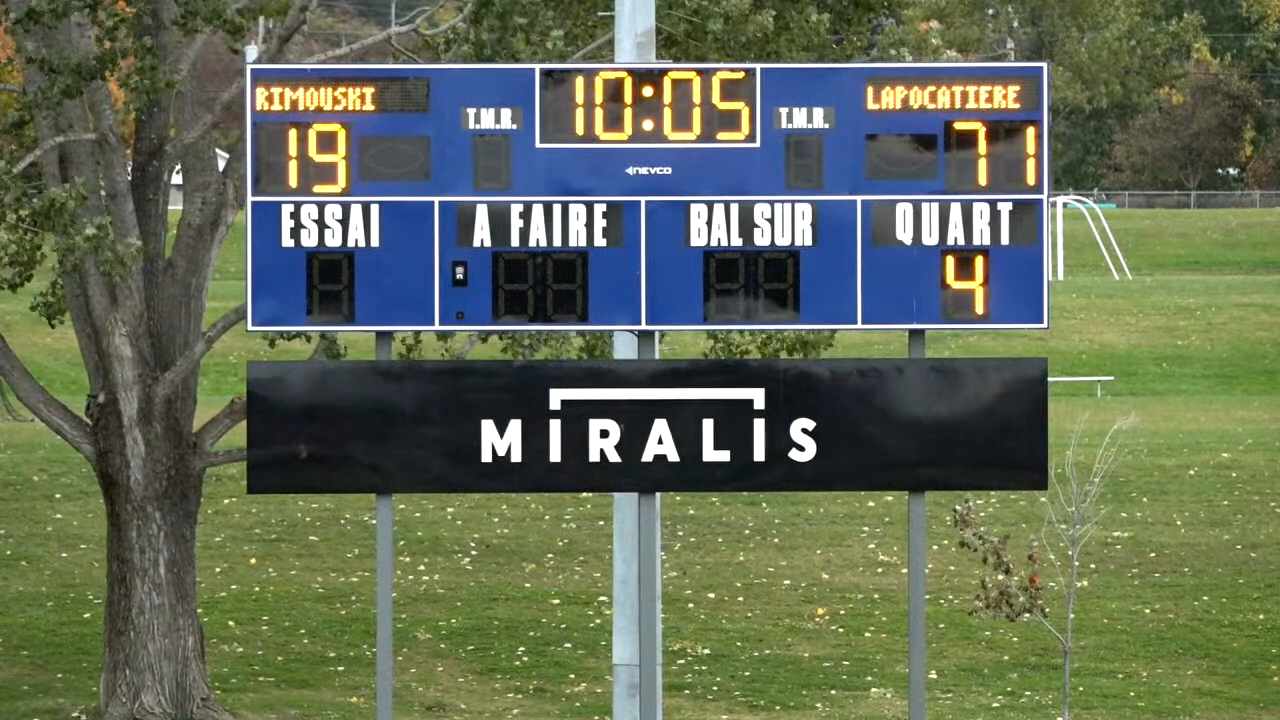 RIMOUSKI 10:05 LAPOCATIERE
19 T.M.R. T.M.R. 71
NEVCO
ESSAI A FAIRE BAL SUR QUART
4
MIRALIS